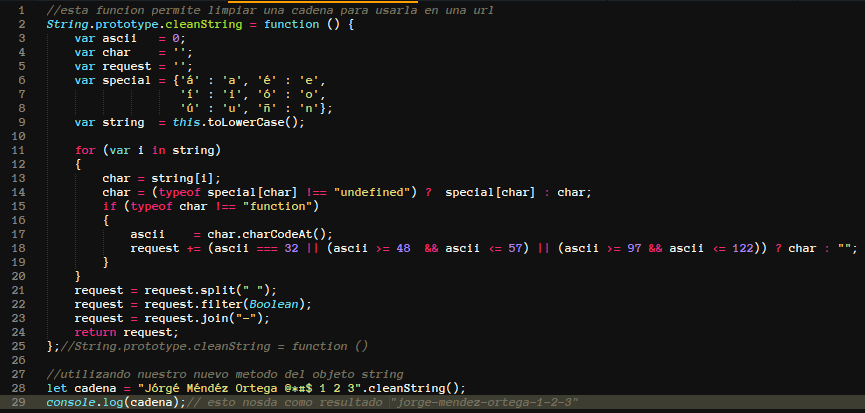 1 //esta funcion permite limpiar una cadena para usarla en una url
2 String.prototype.cleanString = function () {
3 var ascii = 0;
4 var char = '';
5 var request = '';
6 var special = {'á' : 'a', 'é' : 'e',
7 'í' : 'i', 'ó' : 'o',
8 'ú' : 'u', 'ñ' : 'n'};
9 var string = this.toLowerCase();
10
11 for (var i in string)
12 {
13 char = string[i];
14 char = (typeof special[char] !== "undefined") ? special[char] : char;
15 if (typeof char !== "function")
16 {
17 ascii = char.charCodeAt();
18 request += (ascii === 32 || (ascii >= 48 && ascii <= 57) || (ascii >= 97 && ascii <= 122)) ? char : "";
19 }
20 }
21 request = request.split(" ");
22 request = request.filter(Boolean);
23 request = request.join("-");
24 return request;
25 };//String.prototype.cleanString = function ()
26
27 //utilizando nuestro nuevo metodo del objeto string
28 let cadena = "Jórgé Méndéz Ortega @*#$ 1 2 3".cleanString();
29 console.log(cadena);// esto nosda como resultado "jorge-mendez-ortega-1-2-3"